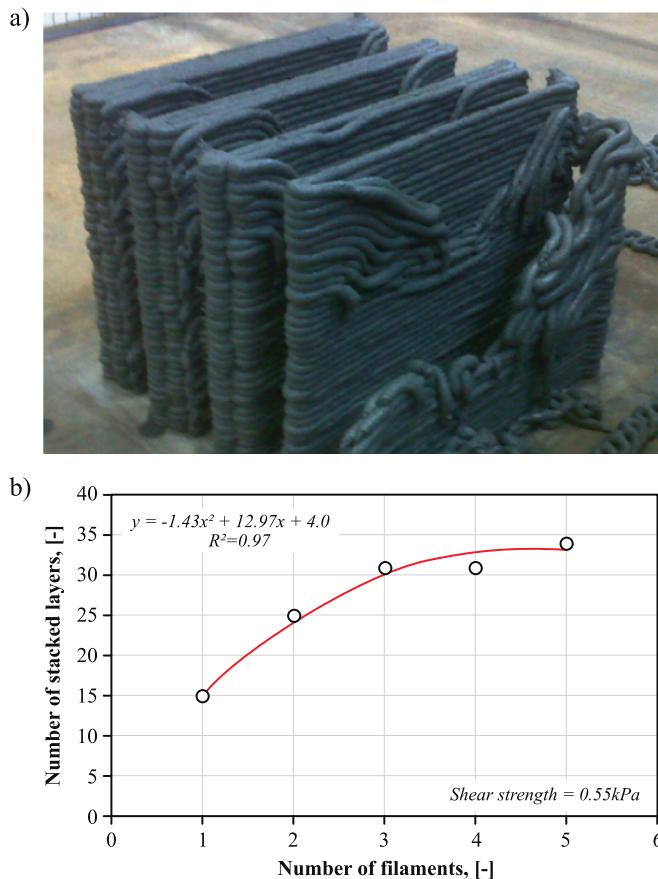 a)
b)
40
35
30
25
20
15
10
5
0
y = -1.43x² + 12.97x + 4.0
R²=0.97
Shear strength = 0.55kPa
0 1 2 3 4 5 6
Number of stacked layers, [-]
Number of filaments, [-]